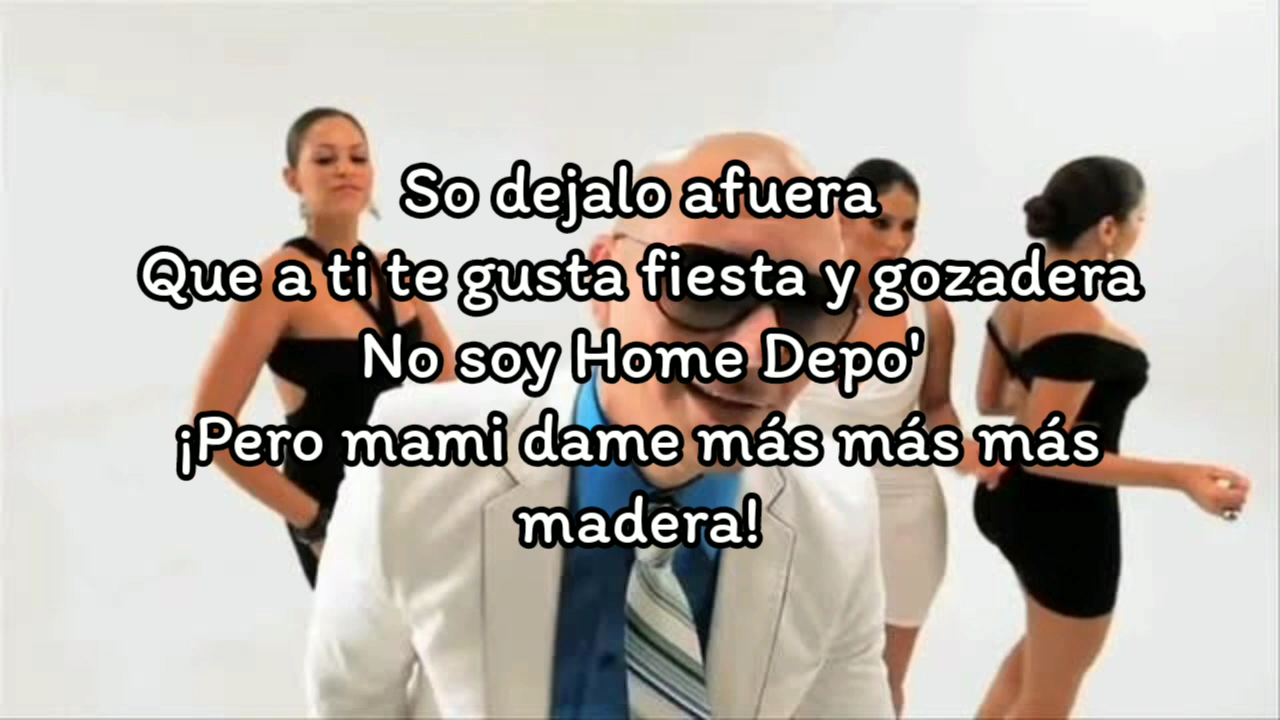 So dejalo afuera
Que a ti te gusta fiesta y gozadera
No soy Home Depo'
¡Pero mami dame más más más
madera!